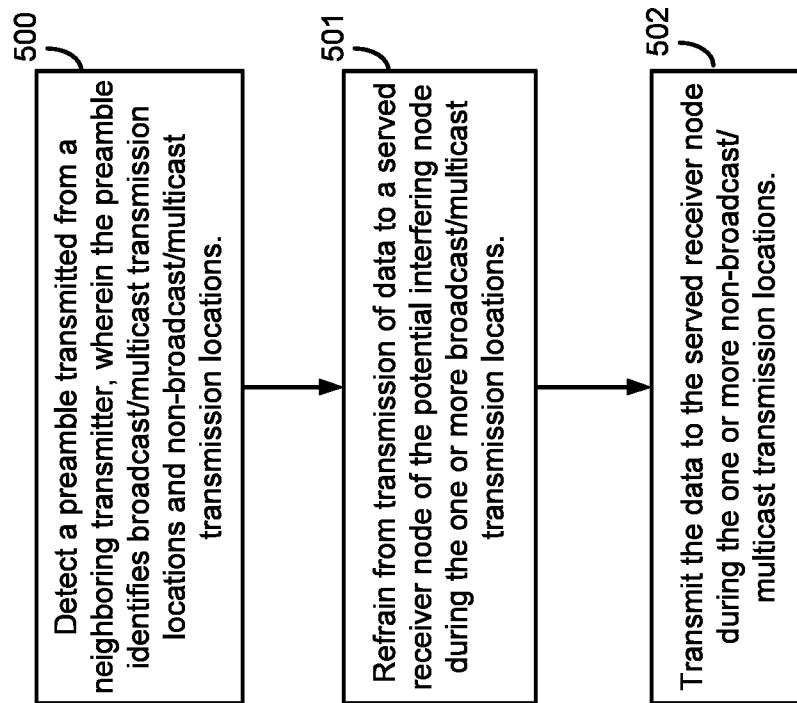 500
Detect a preamble transmitted from a
neighboring transmitter, wherein the preamble
identifies broadcast/multicast transmission
locations and non-broadcast/multicast
transmission locations.
501
Refrain from transmission of data to a served
receiver node of the potential interfering node
during the one or more broadcast/multicast
transmission locations.
502
Transmit the data to the served receiver node
during the one or more non-broadcast/
multicast transmission locations.